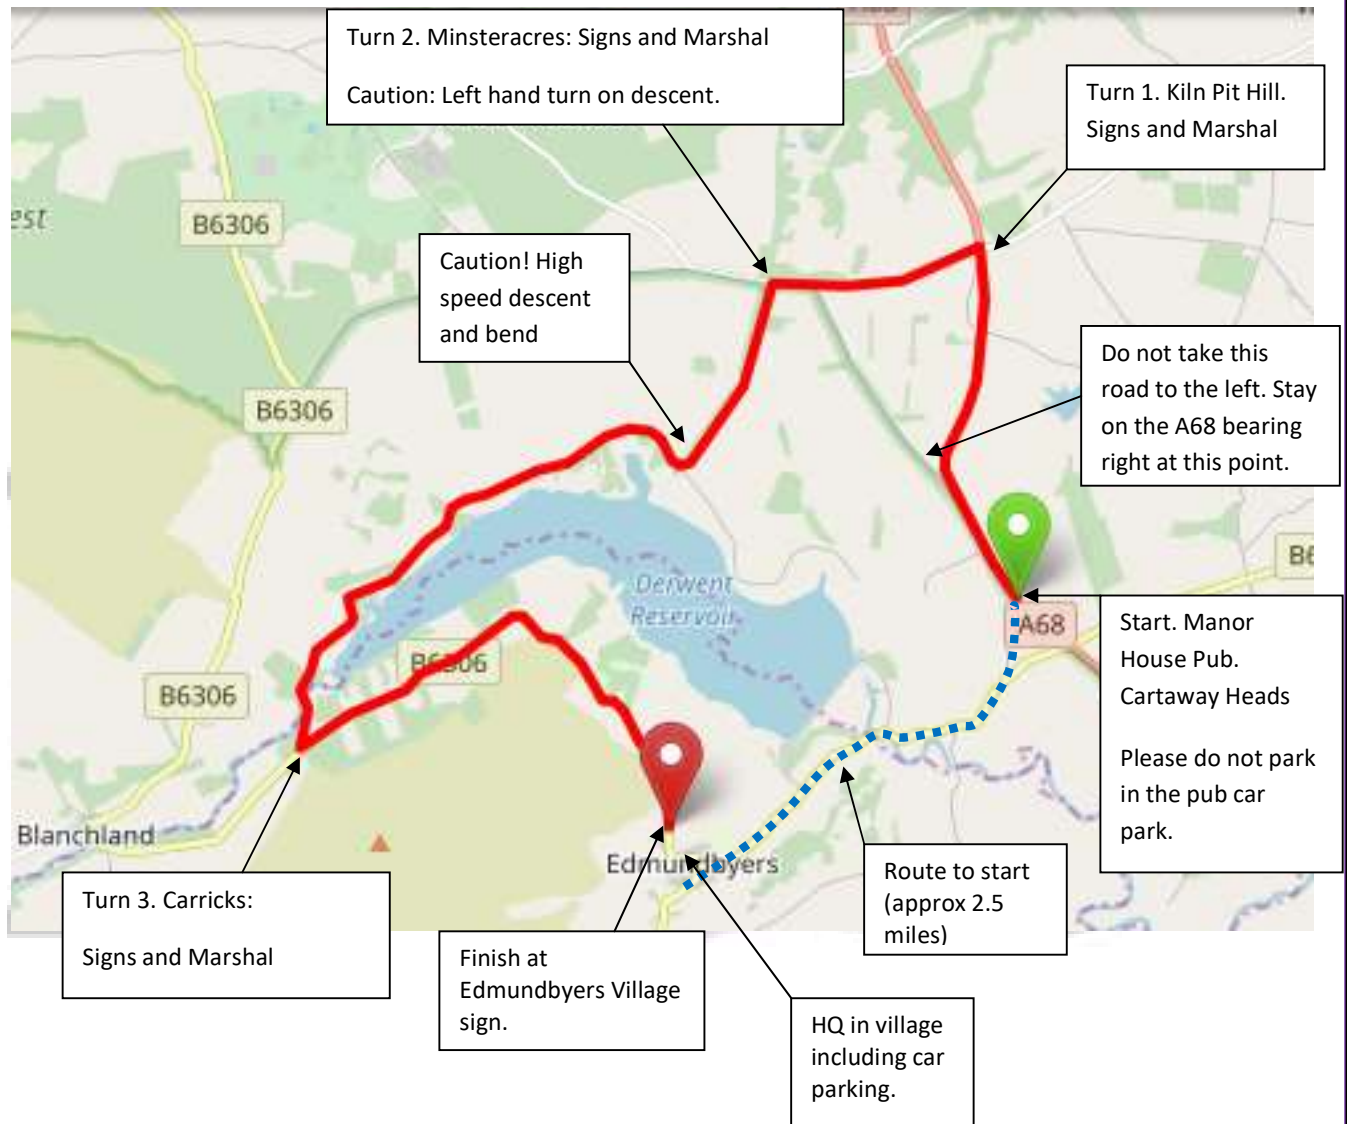 Turn 2. Minsteracres: Signs and Marshal
Caution: Left hand turn on descent.
Turn 1. Kiln Pit Hill.
Signs and Marshal
est
B6306
Caution! High
speed descent
and bend
Do not take this
road to the left. Stay
on the A68 bearing
right at this point.
B6306
B6
Derwent
Reservoir
A68
Start. Manor
House Pub.
Cartaway Heads
Please do not park
in the pub car
park.
B6306
B6306
Blanchland
Edmundbyers
Route to start
(approx 2.5
miles)
Turn 3. Carricks:
Signs and Marshal
Finish at
Edmundbyers Village
sign.
HQ in village
including car
parking.